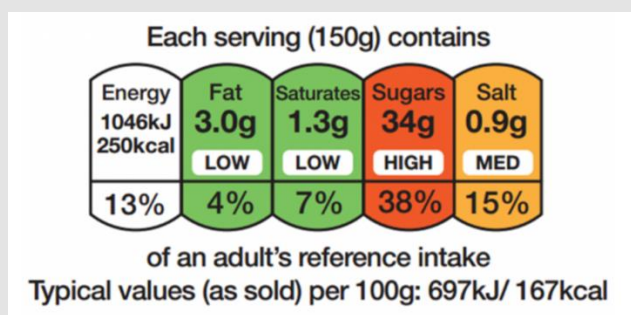 Each serving (150g) contains
Energy
1046kJ
250kcal
13%
Fat
3.0g
LOW
4%
Saturates
1.3g
LOW
7%
Sugars
34g
HIGH
38%
Salt
0.9g
MED
15%
of an adult's reference intake
Typical values (as sold) per 100g: 697kJ/ 167kcal